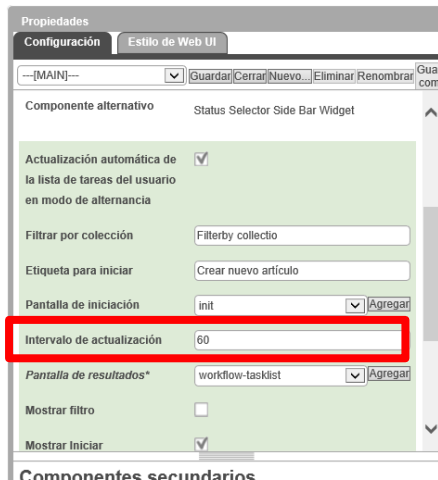 Propiedades
Configuración Estilo de Web UI
---[MAIN]--- Guardar Cerrar Nuevo... Eliminar Renombrar Gua
com
Componente alternativo Status Selector Side Bar Widget
Actualización automática de
la lista de tareas del usuario
en modo de alternancia
Filtrar por colección Filterby collectio
Etiqueta para iniciar Crear nuevo artículo
Pantalla de iniciación init Agregar
Intervalo de actualización 60
Pantalla de resultados* workflow-tasklist Agregar
Mostrar filtro
Mostrar Iniciar
Componentes secundarios